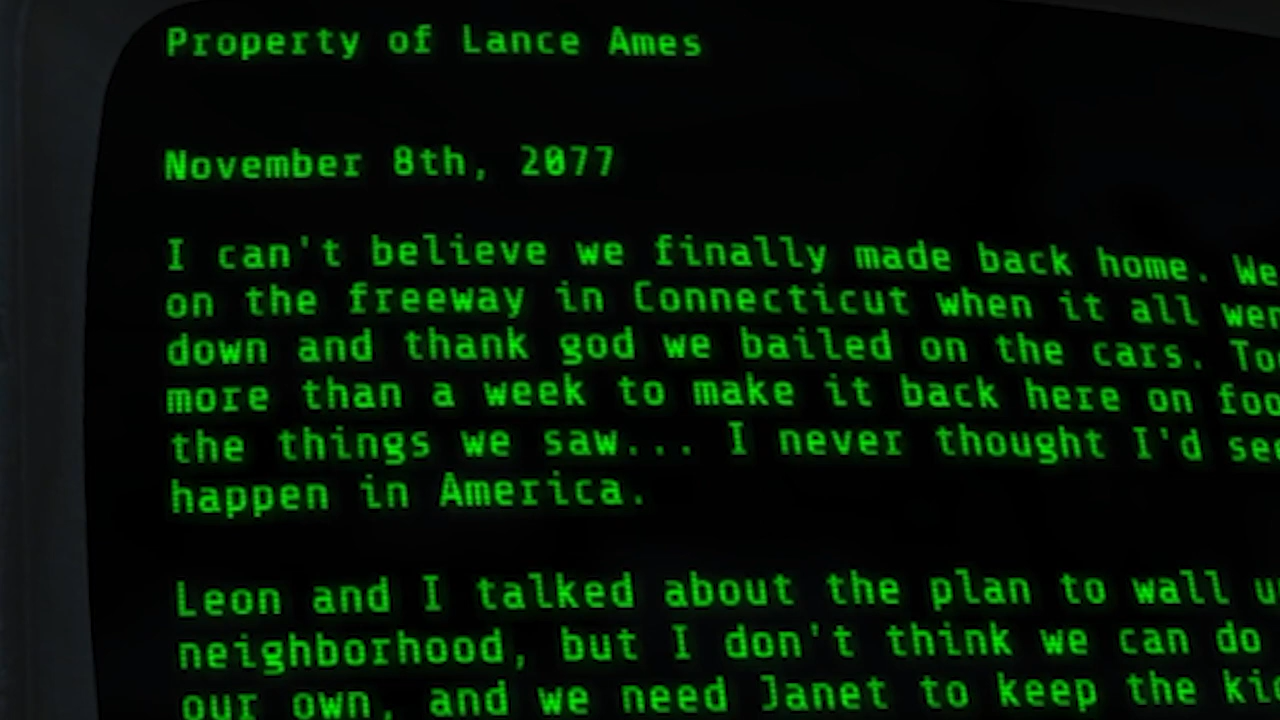 Property of Lance Ames
November 8th, 2077
I can't believe we finally made back home. We
on the freeway in Connecticut when it all
down and thank god we bailed on the cars.
more than a week to make it back here on
the things we saw... I never thought I'd
happen in America.
Leon and I talked about the plan to wall
neighborhood, but I don't think we can do
our own, and we need Janet to keep the